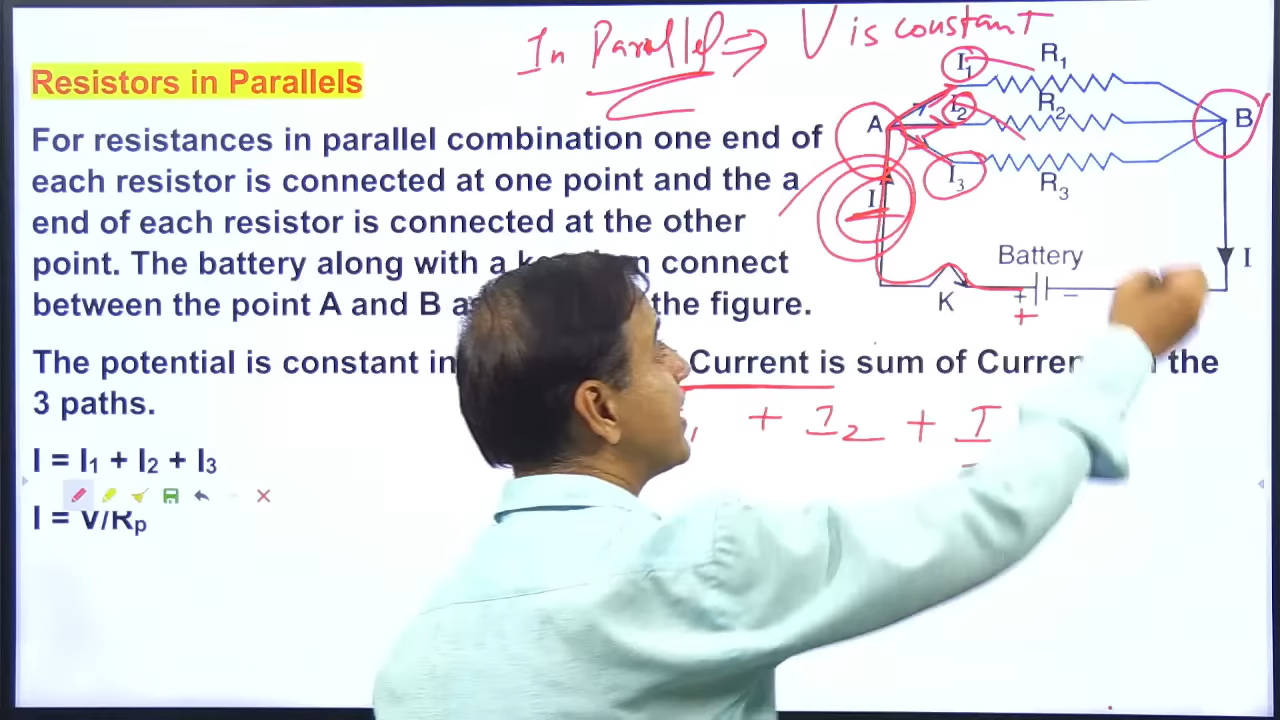 In Parallel ⇒ V is constant
Resistors in Parallels
For resistances in parallel combination one end of
each resistor is connected at one point and the a
end of each resistor is connected at the other
point. The battery along with a connect
between the point A and B the figure.
The potential is constant in Current is sum of the
3 paths.
I = I₁ + I₂ + I₃
I = V/Rp
+ I₂ + I
I₁
R₁
I₂
R₂
A
B
I₃
R₃
I
Battery
I
K
+
−
+